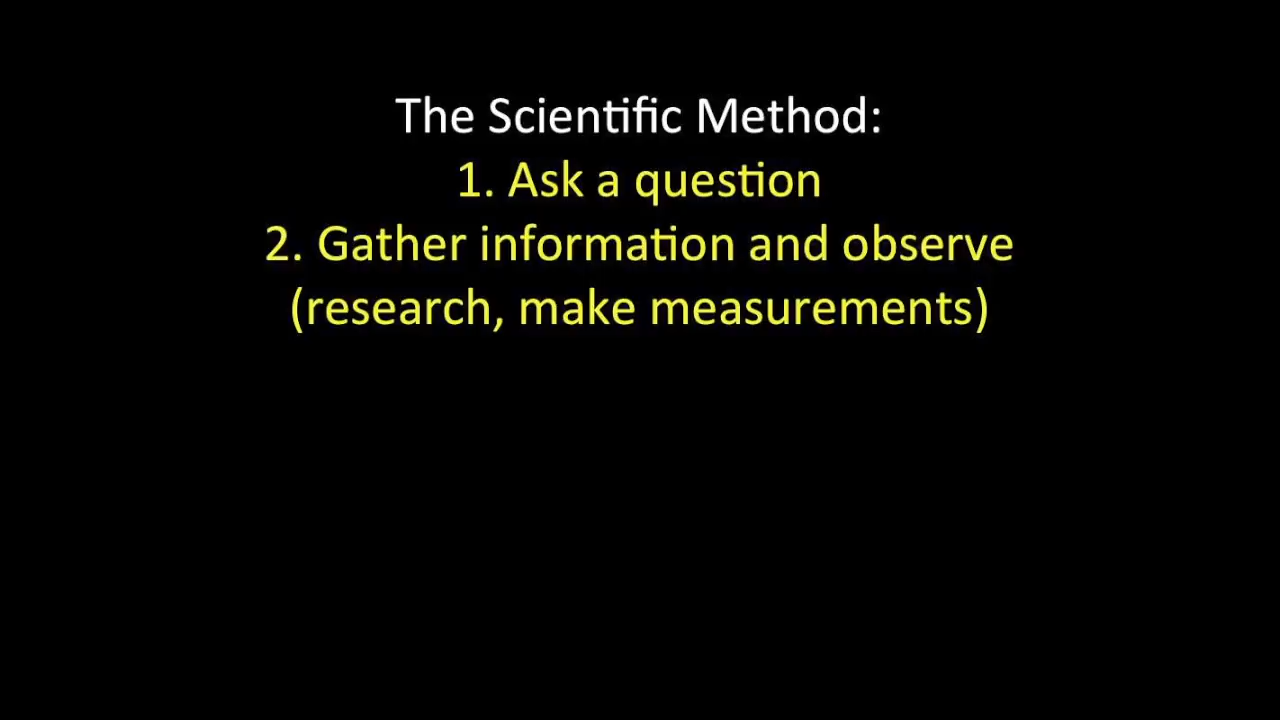 The Scientific Method:
1. Ask a question
2. Gather information and observe
(research, make measurements)